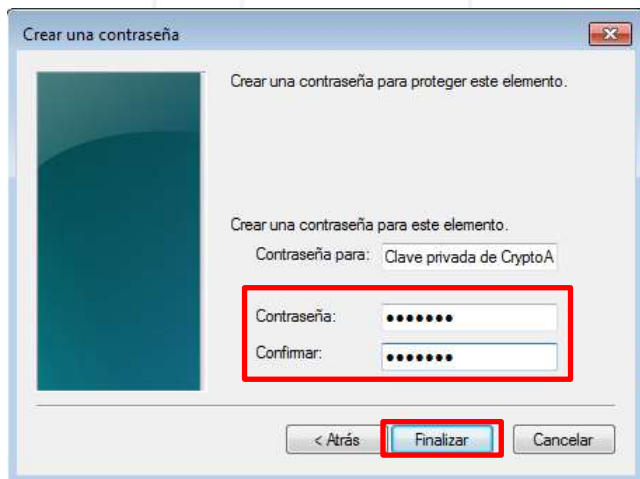 Crear una contraseña
Crear una contraseña para proteger este elemento.
Crear una contraseña para este elemento.
Contraseña para: Clave privada de CryptoA
Contraseña: •••••••
Confirmar: •••••••
< Atrás Finalizar Cancelar